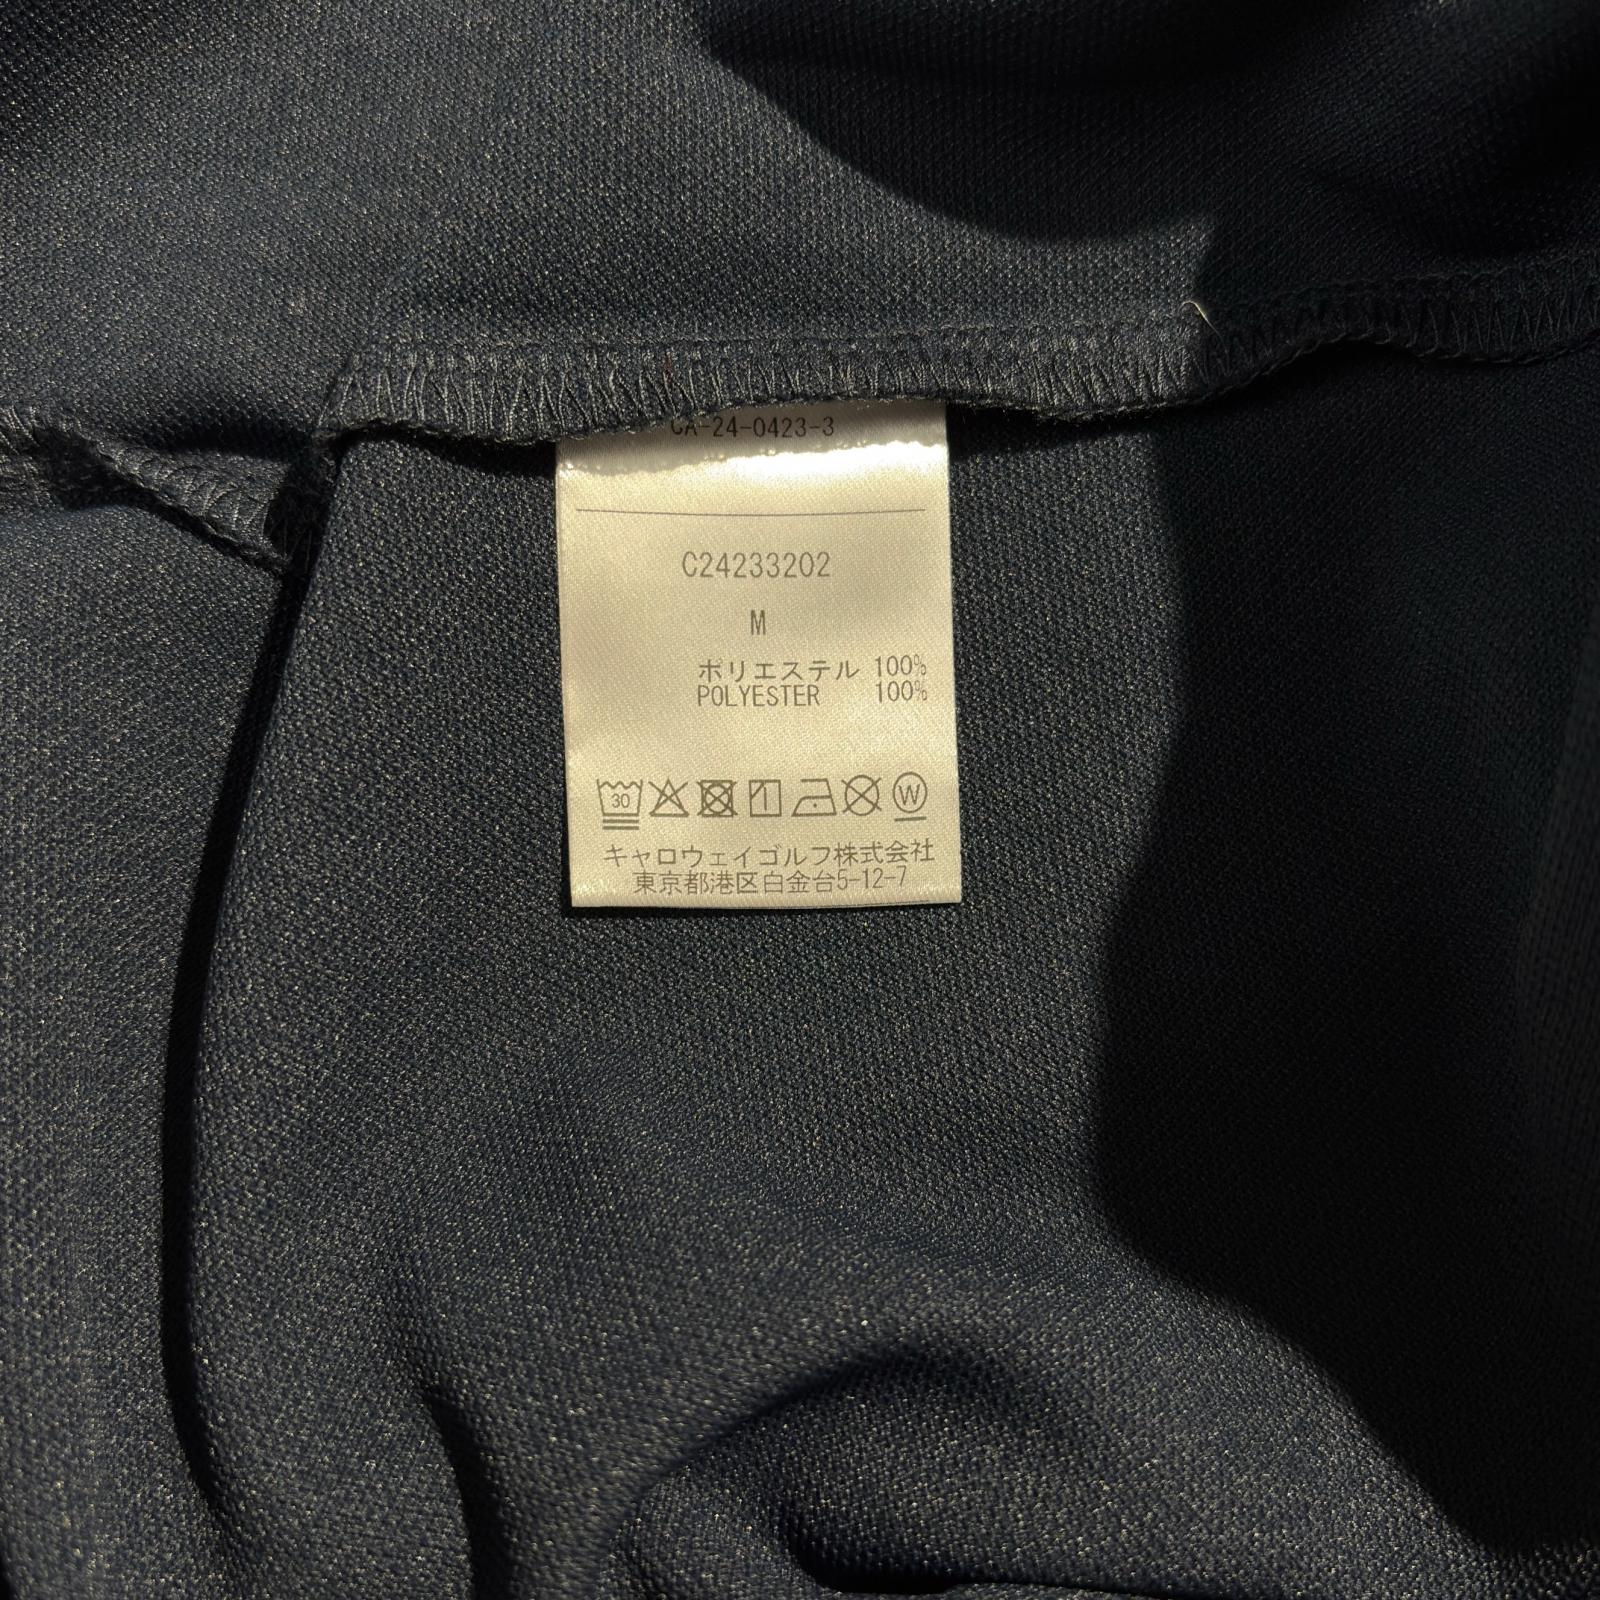 CA-24-0423-3
C24233202
M
ポリエステル 100%
POLYESTER 100%
30 W
キャロウェイゴルフ株式会社
東京都港区白金台5-12-7